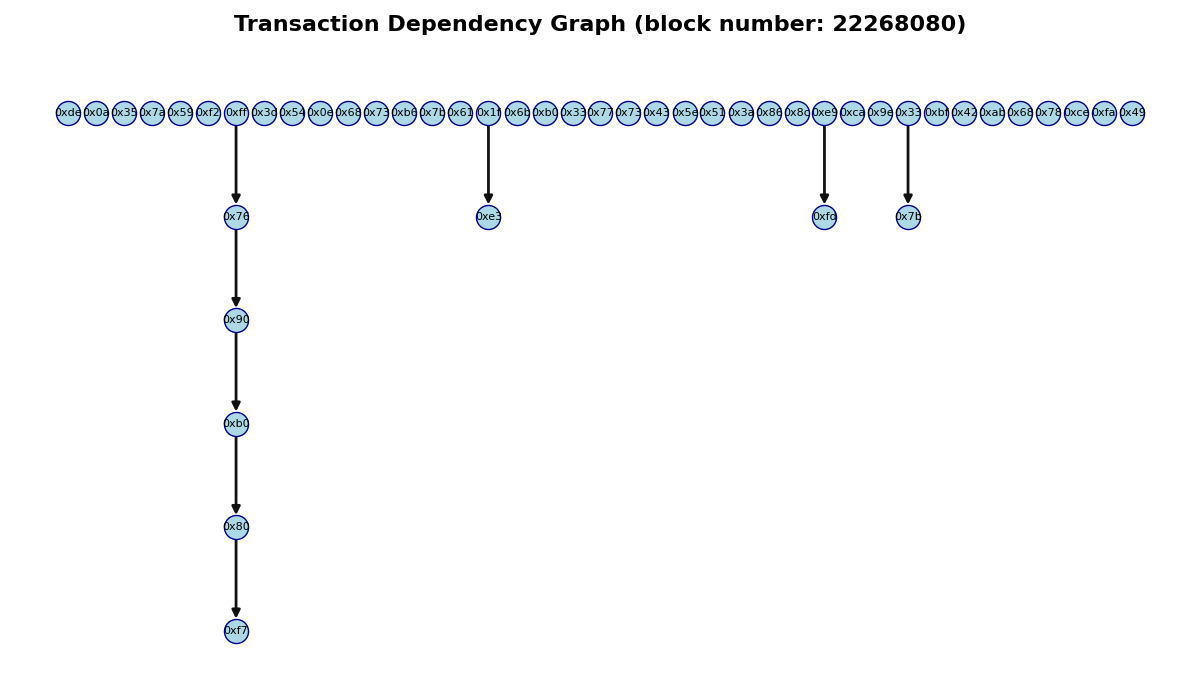 Transaction Dependency Graph (block number: 22268080)
0xde 0x0a 0x35 0x7a 0x59 0xf2 0xff 0x3d 0x54 0x0e 0x68 0x73 0xb6 0x7b 0x61 0x1f 0x6b 0xb0 0x33 0x77 0x73 0x43 0x5e 0x51 0x3a 0x86 0x8c 0xe9 0xca 0x9e 0x33 0xbf 0x42 0xab 0x68 0x78 0xce 0xfa 0x49
0x76 0xe3 0xfd 0x7b
0x90
0xb0
0x80
0xf7